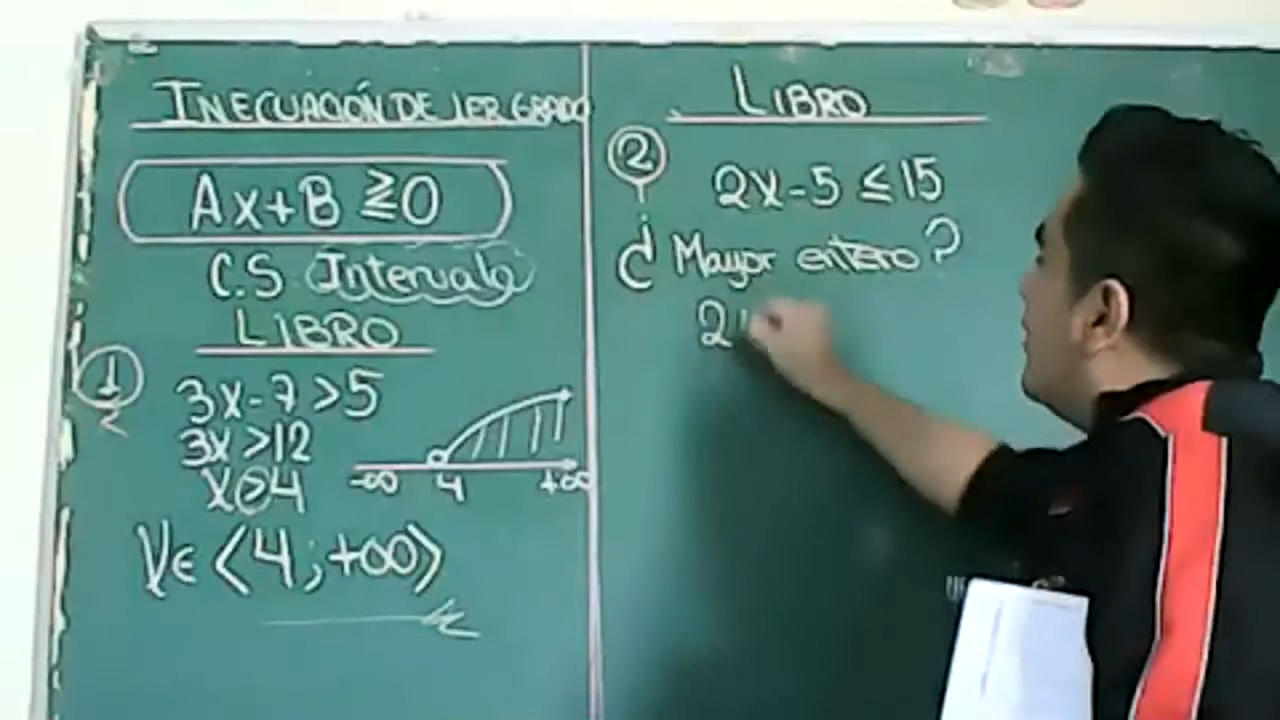 INECUACIÓN DE 1ER GRADO
Ax+B ≷0
C.S Intervalo
LIBRO
1
3x-7>5
3x>12
x>4
-∞ 4 +∞
x∈⟨4;+∞⟩
LIBRO
2
2x-5≤15
¿Mayor entero?
2